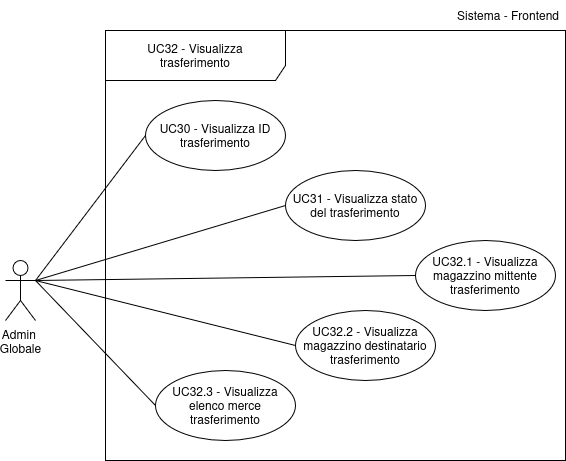 Sistema - Frontend
UC32 - Visualizza
trasferimento
UC30 - Visualizza ID
trasferimento
UC31 - Visualizza stato
del trasferimento
UC32.1 - Visualizza
magazzino mittente
trasferimento
Admin
Globale
UC32.2 - Visualizza
magazzino destinatario
trasferimento
UC32.3 - Visualizza
elenco merce
trasferimento